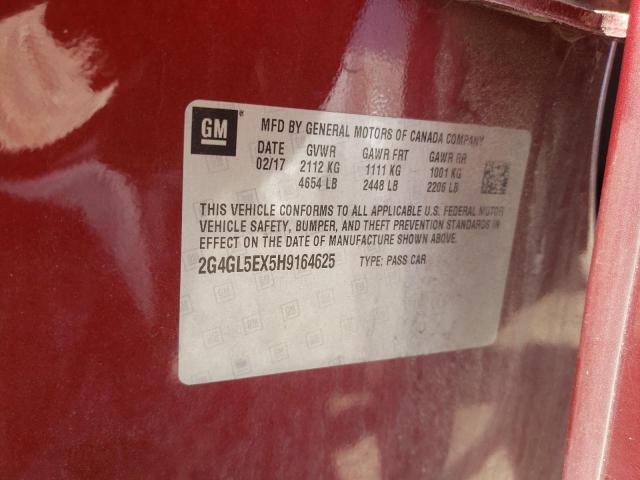 GM
MFD BY GENERAL MOTORS OF CANADA COMPANY
DATE GVWR GAWR FRT GAWR RR
02/17 2112 KG 1111 KG 1001 KG
4654 LB 2448 LB 2206 LB
THIS VEHICLE CONFORMS TO ALL APPLICABLE U.S. FEDERAL MOTOR
VEHICLE SAFETY, BUMPER, AND THEFT PREVENTION STANDARDS IN
EFFECT ON THE DATE OF MANUFACTURE SHOWN ABOVE.
2G4GL5EX5H9164625 TYPE: PASS CAR